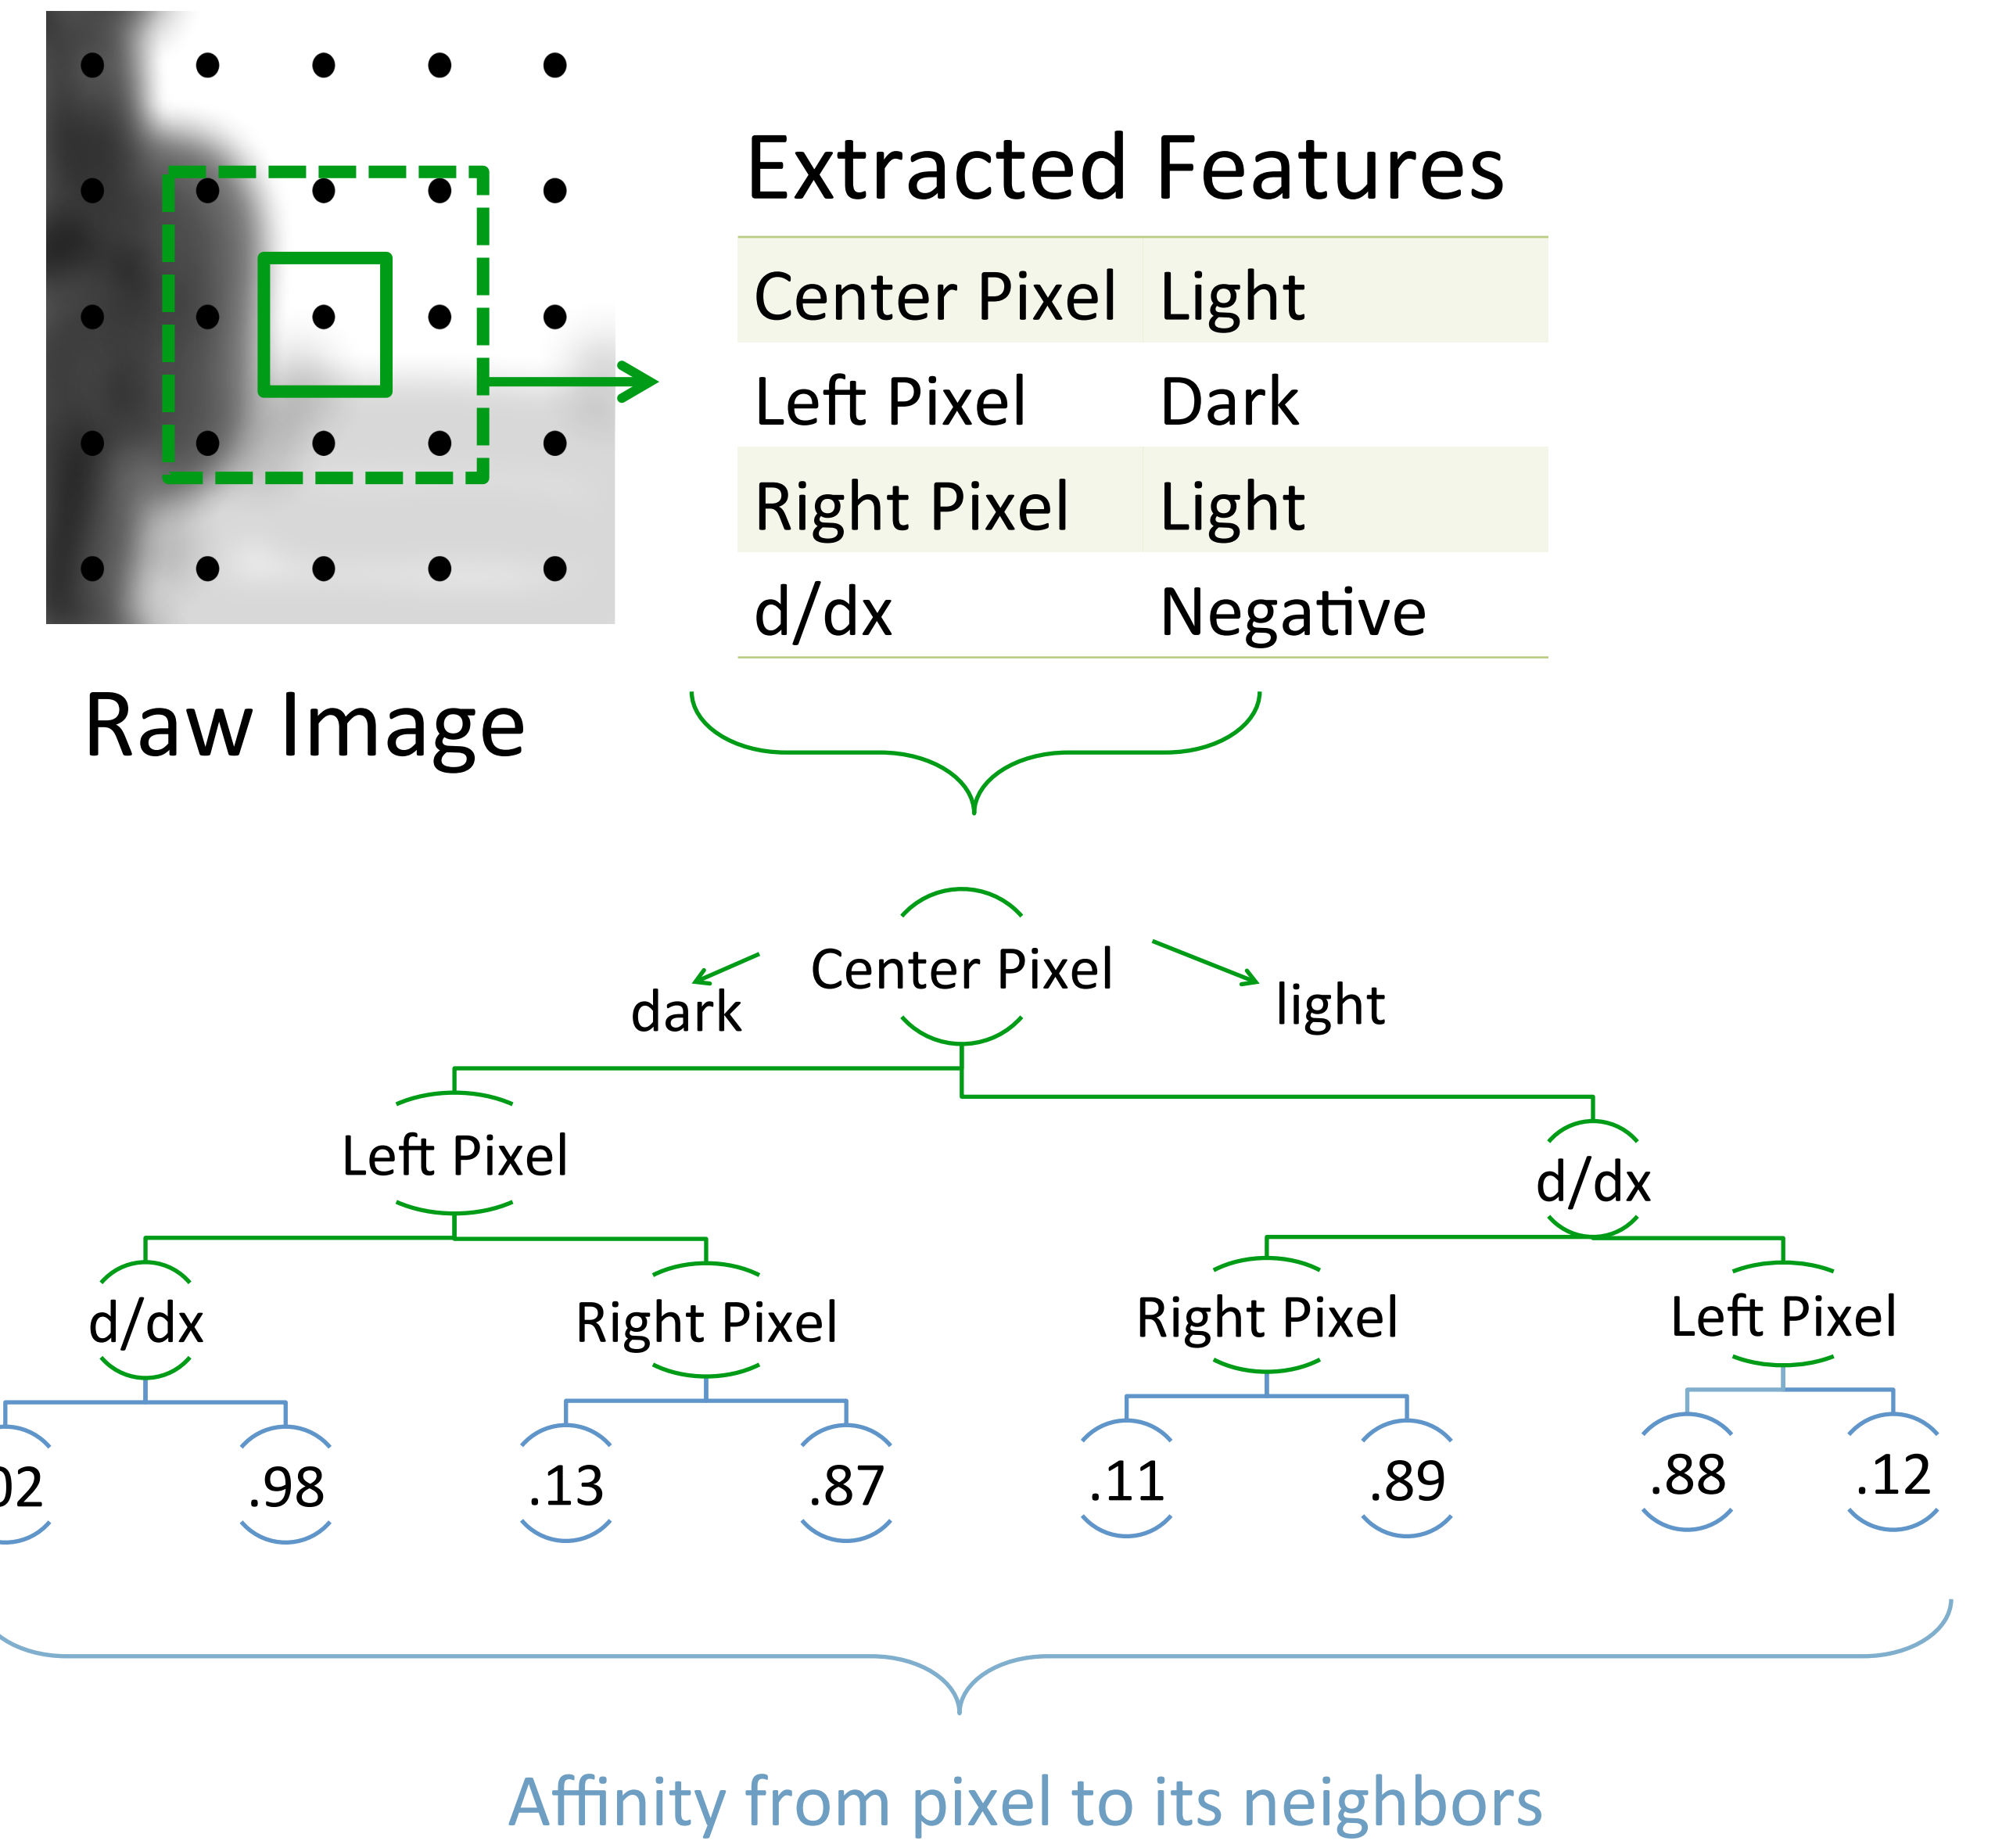 Extracted Features
Center Pixel Light
Left Pixel Dark
Right Pixel Light
d/dx Negative
Raw Image
Center Pixel
dark
light
Left Pixel
d/dx
d/dx
Right Pixel
Right Pixel
Left Pixel
02 .98 .13 .87 .11 .89 .88 .12
Affinity from pixel to its neighbors